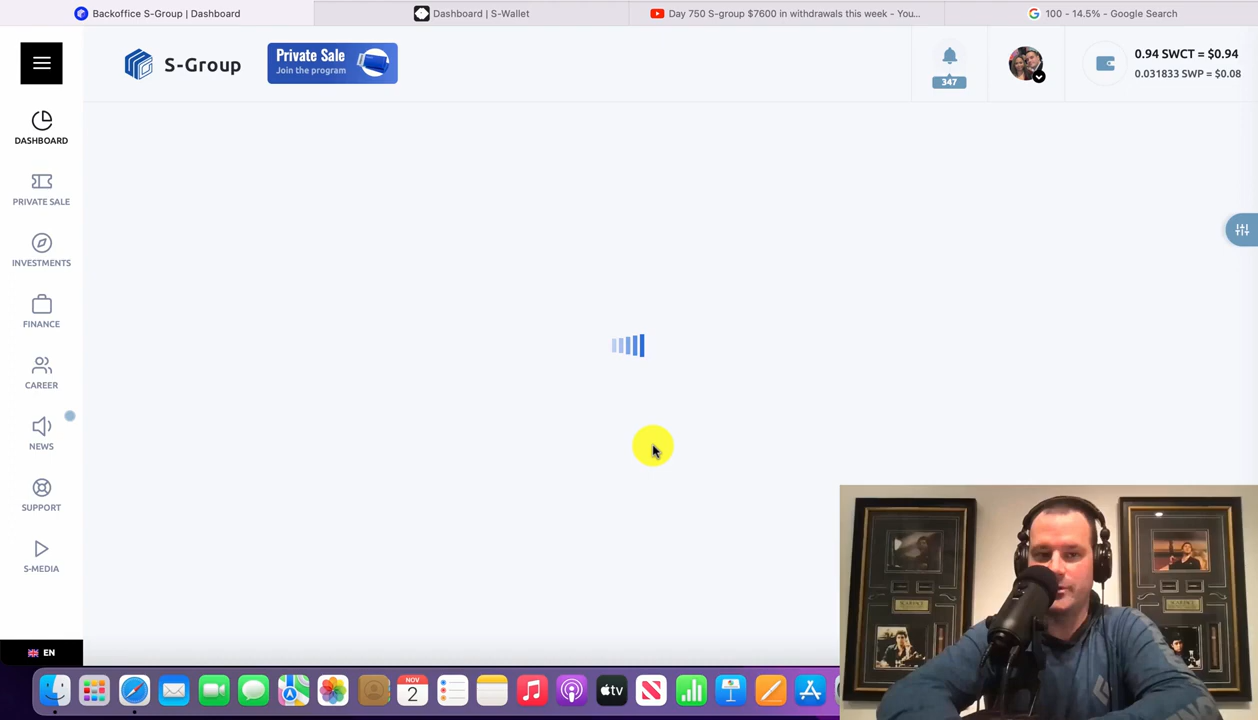 Backoffice S-Group | Dashboard
Dashboard | S-Wallet
Day 750 S-group $7600 in withdrawals this week - You...
100 - 14.5% - Google Search
S-Group
Private Sale
Join the program
347
0.94 SWCT = $0.94
0.031833 SWP = $0.08
DASHBOARD
PRIVATE SALE
INVESTMENTS
FINANCE
CAREER
NEWS
SUPPORT
S-MEDIA
EN
NOV
2
tv